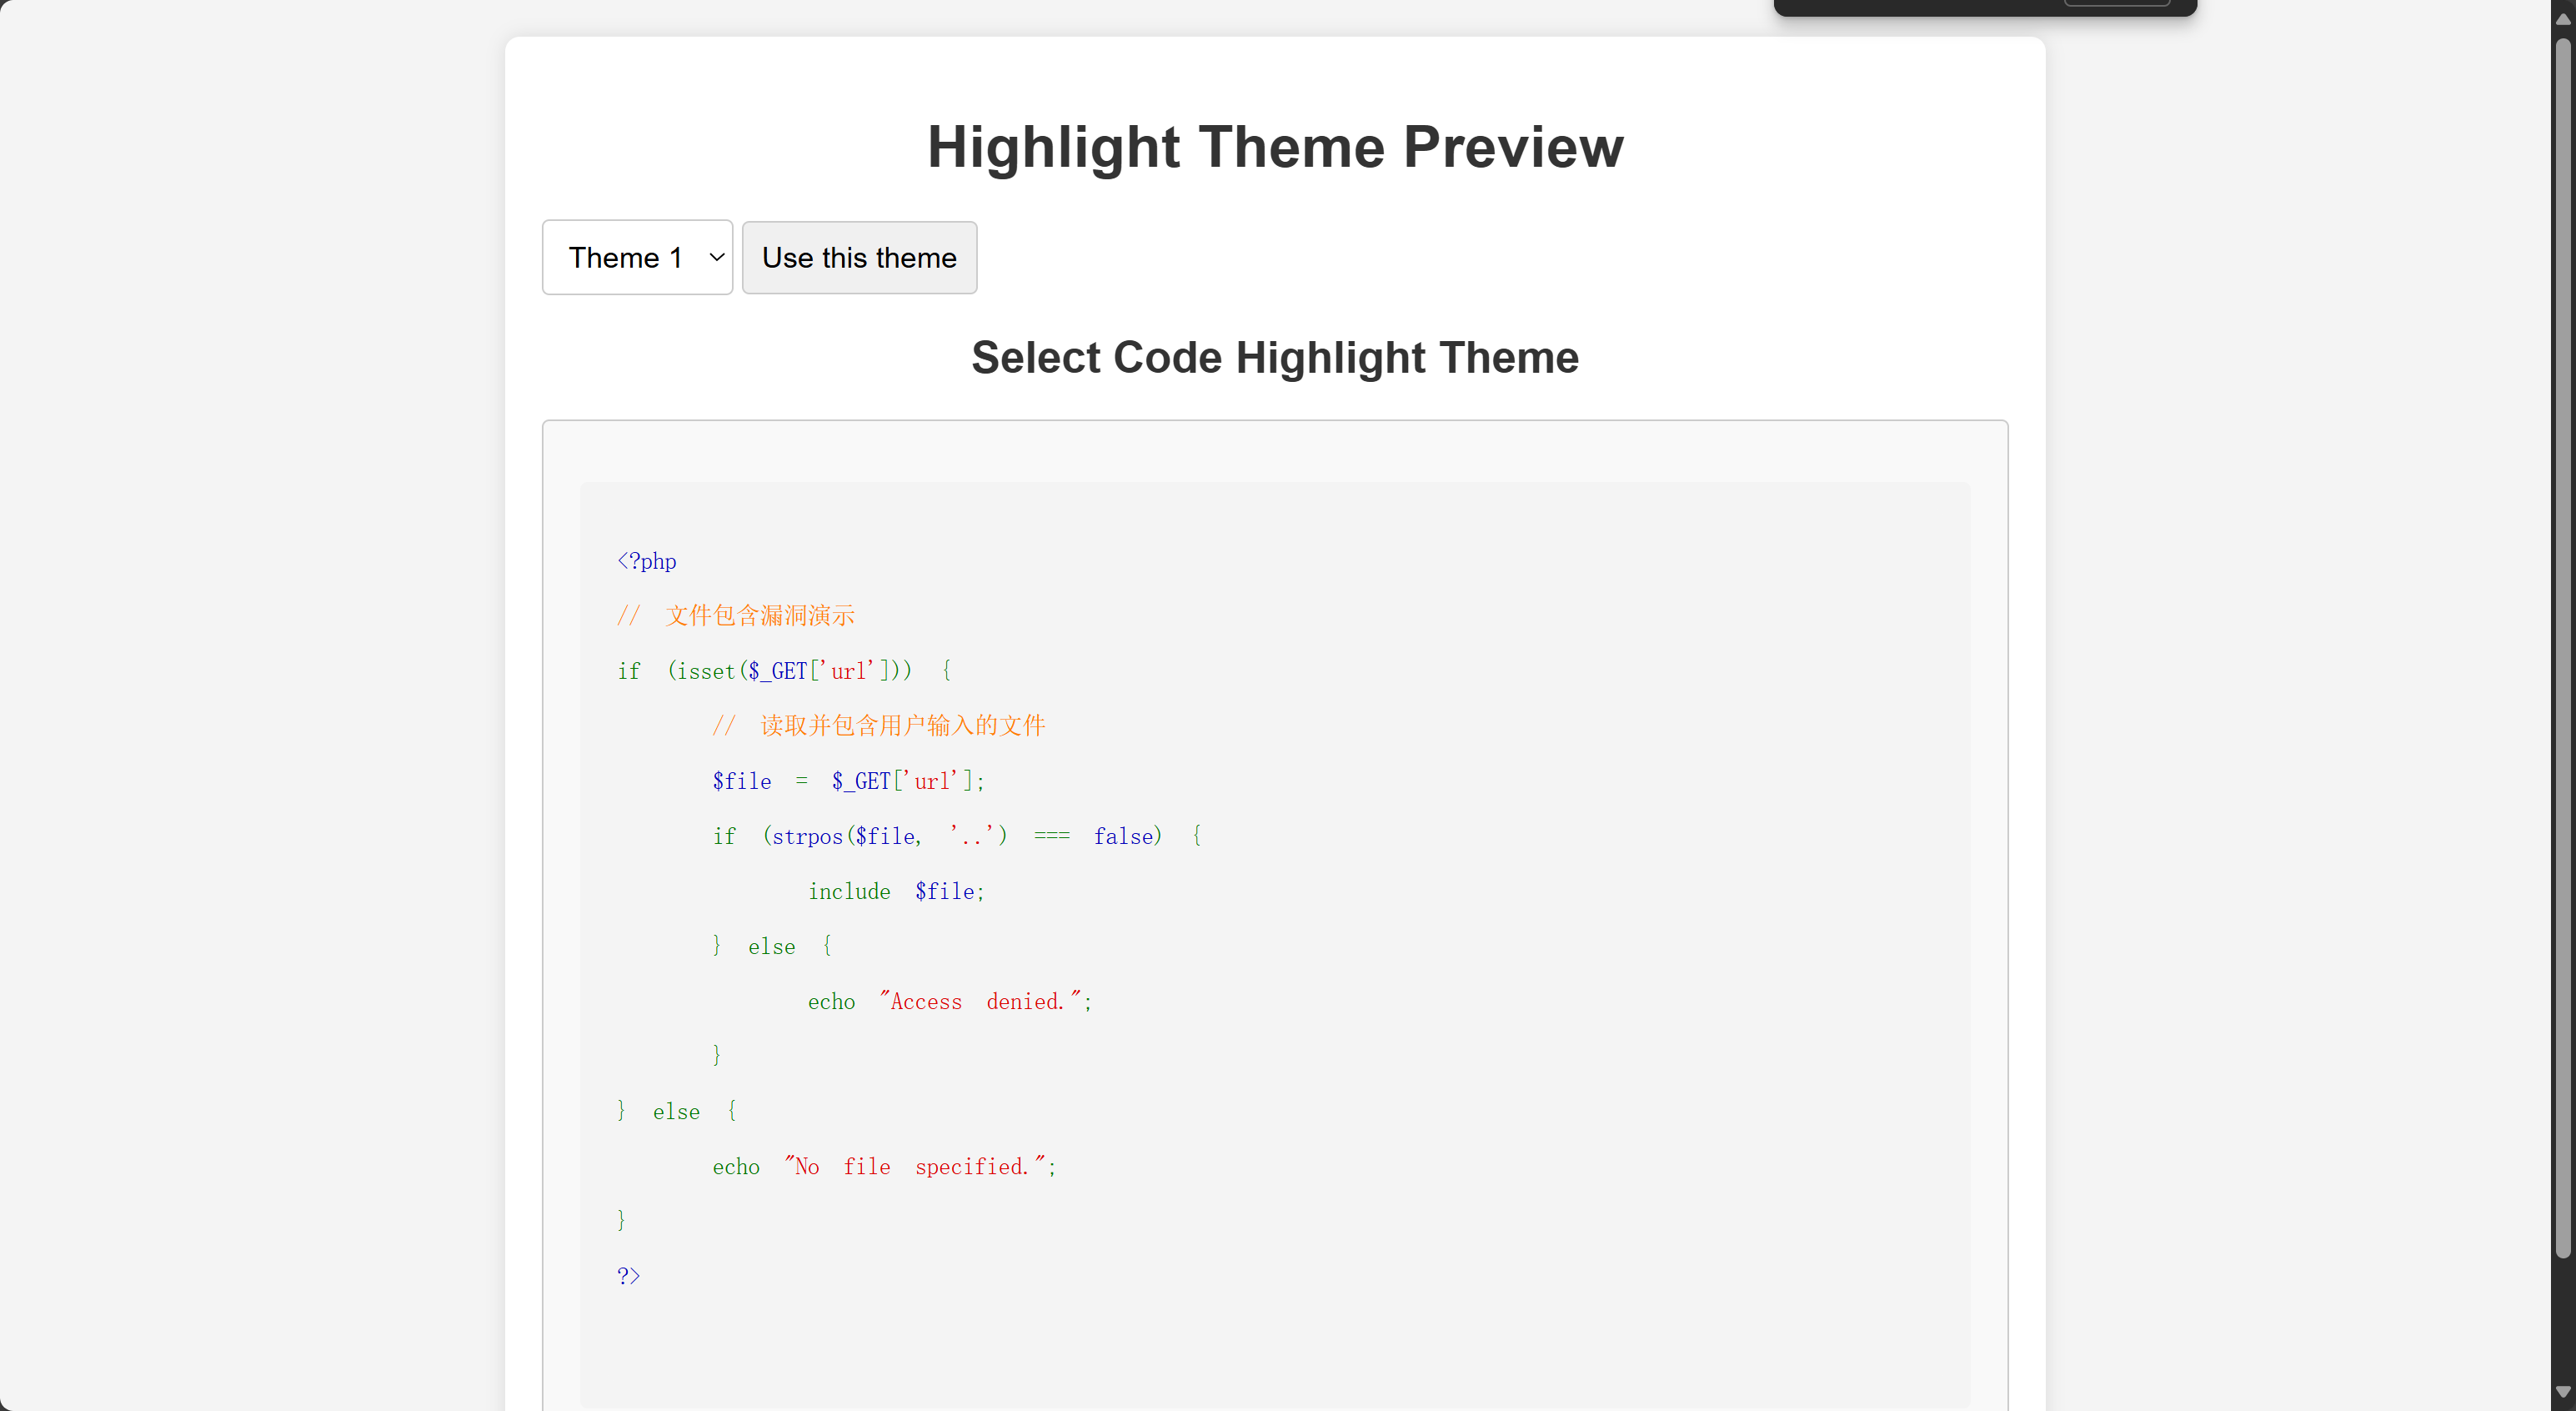 Highlight Theme Preview
Theme 1
Use this theme
Select Code Highlight Theme
<?php
// 文件包含漏洞演示
if (isset($_GET['url'])) {
// 读取并包含用户输入的文件
$file = $_GET['url'];
if (strpos($file, '..') === false) {
include $file;
} else {
echo "Access denied.";
}
} else {
echo "No file specified.";
}
?>